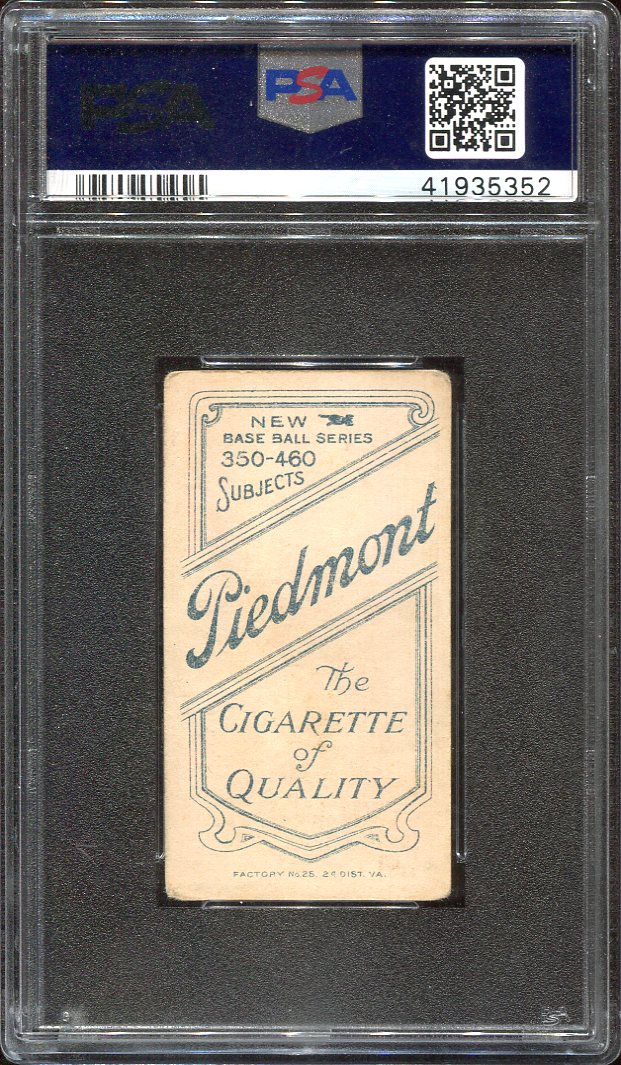 PSA
PSA
41935352
NEW
BASE BALL SERIES
350-460
SUBJECTS
Piedmont
The
CIGARETTE
of
QUALITY
FACTORY No. 25. 2d DIST. VA.